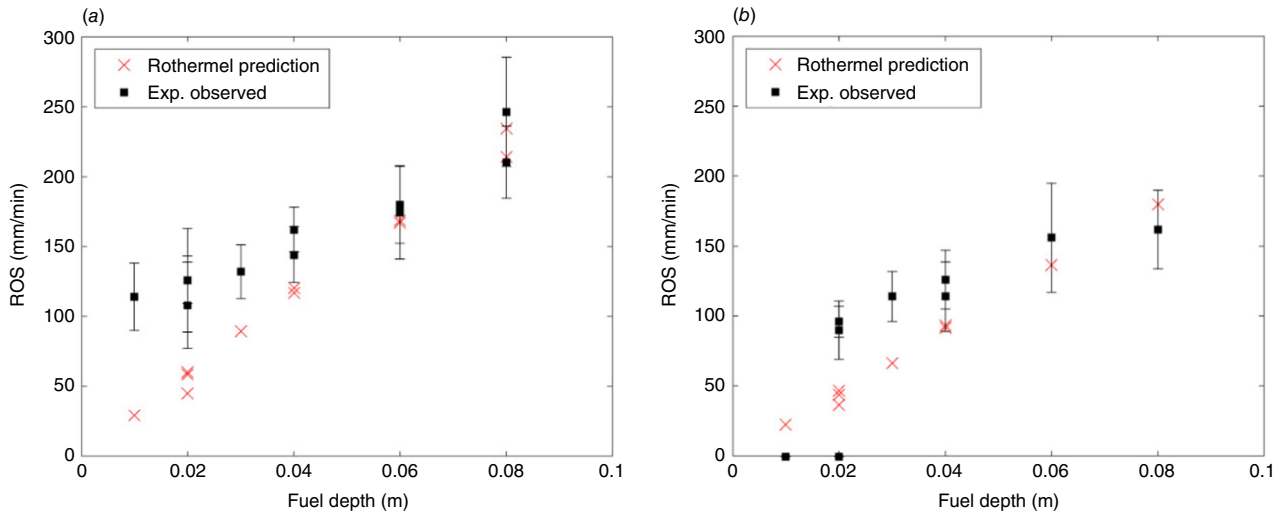 (a)
300
250
200
150
100
50
0
ROS (mm/min)
Rothermel prediction
Exp. observed
0
0.02
0.04
0.06
0.08
0.1
Fuel depth (m)
(b)
300
250
200
150
100
50
0
ROS (mm/min)
Rothermel prediction
Exp. observed
0
0.02
0.04
0.06
0.08
0.1
Fuel depth (m)